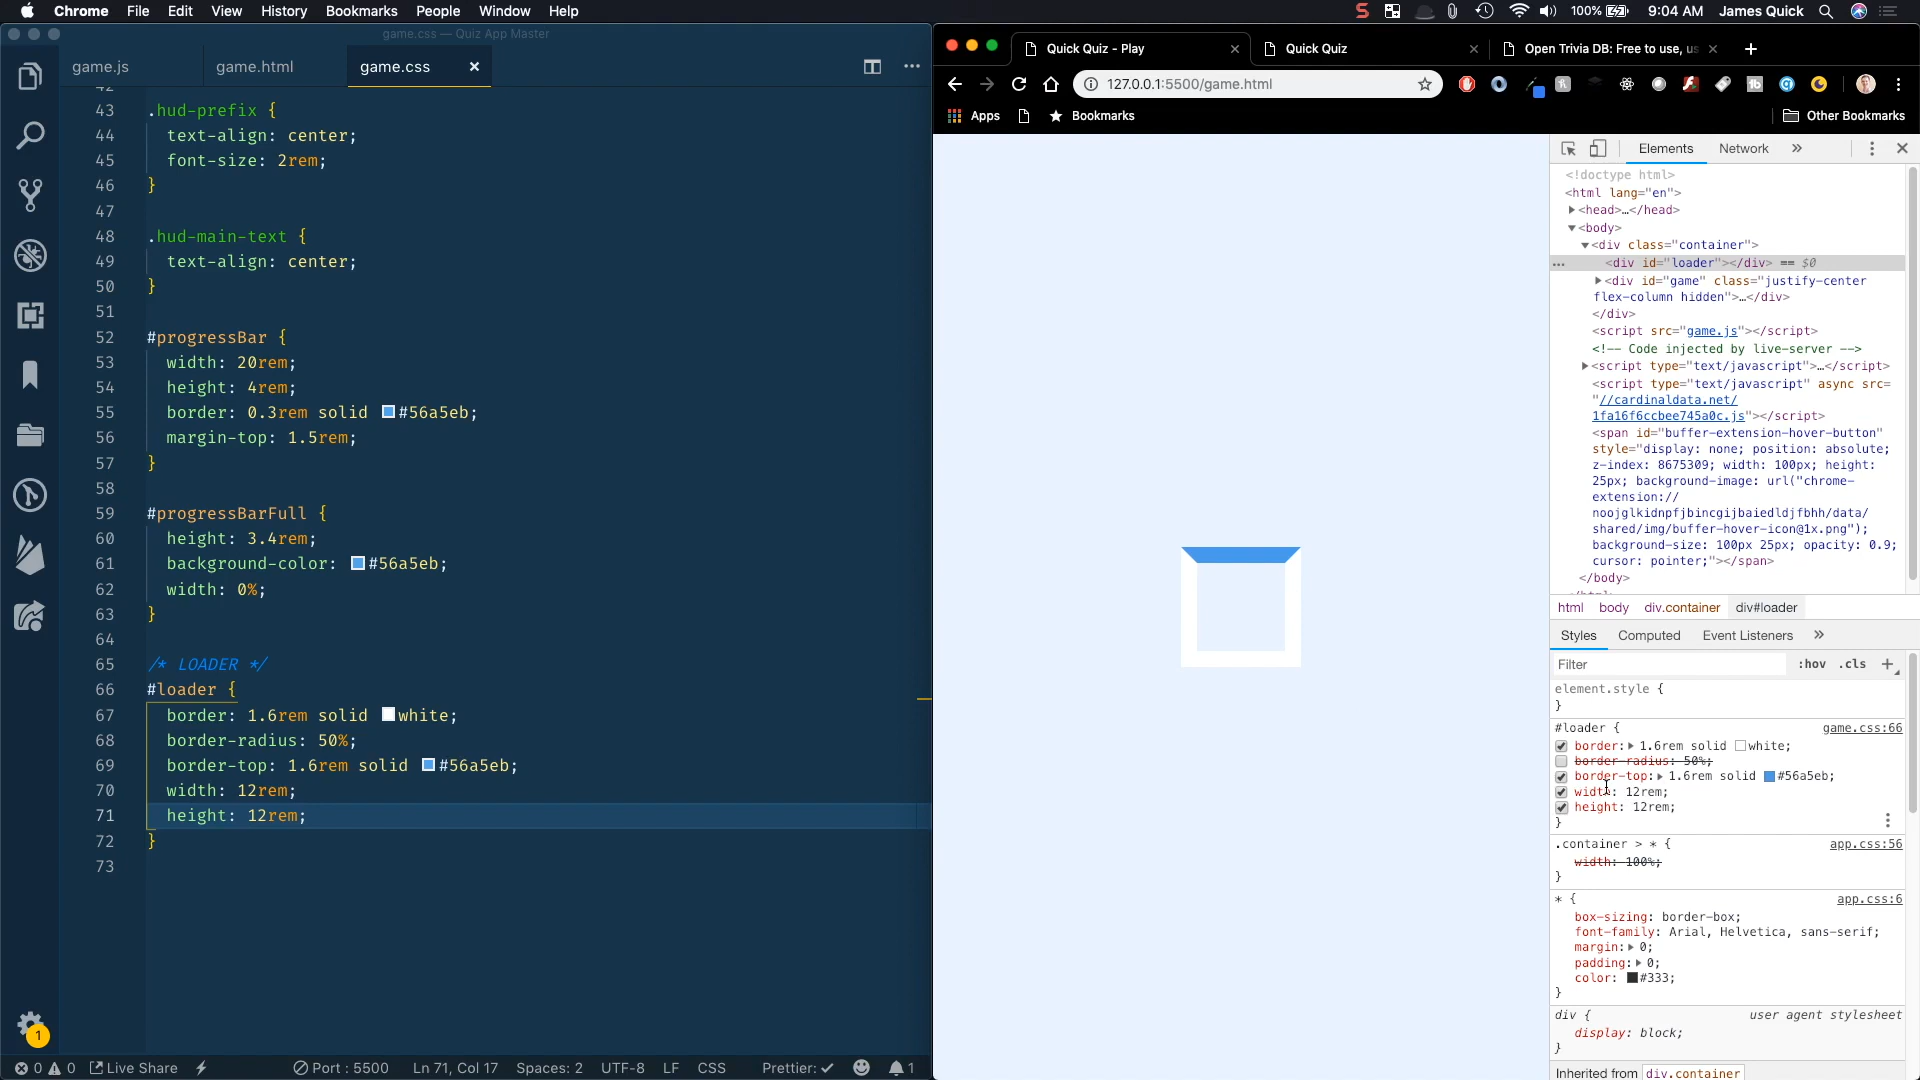 Chrome File Edit View History Bookmarks People Window Help
100% 9:04 AM James Quick
game.css — Quiz App Master
game.js game.html game.css
43 .hud-prefix {
44 text-align: center;
45 font-size: 2rem;
46 }
47
48 .hud-main-text {
49 text-align: center;
50 }
51
52 #progressBar {
53 width: 20rem;
54 height: 4rem;
55 border: 0.3rem solid #56a5eb;
56 margin-top: 1.5rem;
57 }
58
59 #progressBarFull {
60 height: 3.4rem;
61 background-color: #56a5eb;
62 width: 0%;
63 }
64
65 /* LOADER */
66 #loader {
67 border: 1.6rem solid white;
68 border-radius: 50%;
69 border-top: 1.6rem solid #56a5eb;
70 width: 12rem;
71 height: 12rem;
72 }
73
1
0 0 Live Share Port : 5500 Ln 71, Col 17 Spaces: 2 UTF-8 LF CSS Prettier: ✓ 1
Quick Quiz - Play Quick Quiz Open Trivia DB: Free to use, us
127.0.0.1:5500/game.html
Apps Bookmarks Other Bookmarks
Elements Network »
<!doctype html>
<html lang="en">
<head>…</head>
<body>
<div class="container">
<div id="loader"></div> == $0
<div id="game" class="justify-center
flex-column hidden">…</div>
</div>
<script src="game.js"></script>
<!-- Code injected by live-server -->
<script type="text/javascript">…</script>
<script type="text/javascript" async src=
"//cardinaldata.net/
1fa16f6ccbee745a0c.js"></script>
<span id="buffer-extension-hover-button"
style="display: none; position: absolute;
z-index: 8675309; width: 100px; height:
25px; background-image: url("chrome-
extension://
noojglkidnpfjbincgijbaiedldjfbhh/data/
shared/img/buffer-hover-icon@1x.png");
background-size: 100px 25px; opacity: 0.9;
cursor: pointer;"></span>
</body>
html body div.container div#loader
Styles Computed Event Listeners »
Filter :hov .cls +
element.style {
}
#loader { game.css:66
border: 1.6rem solid white;
border-radius: 50%;
border-top: 1.6rem solid #56a5eb;
width: 12rem;
height: 12rem;
}
.container > * { app.css:56
width: 100%;
}
* { app.css:6
box-sizing: border-box;
font-family: Arial, Helvetica, sans-serif;
margin: 0;
padding: 0;
color: #333;
}
div { user agent stylesheet
display: block;
}
Inherited from div.container